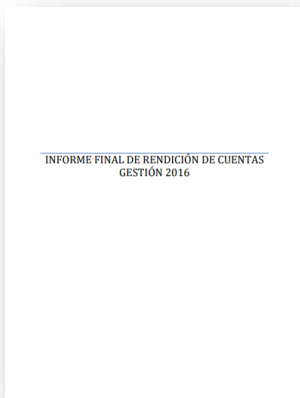 INFORME FINAL DE RENDICIÓN DE CUENTAS
GESTIÓN 2016